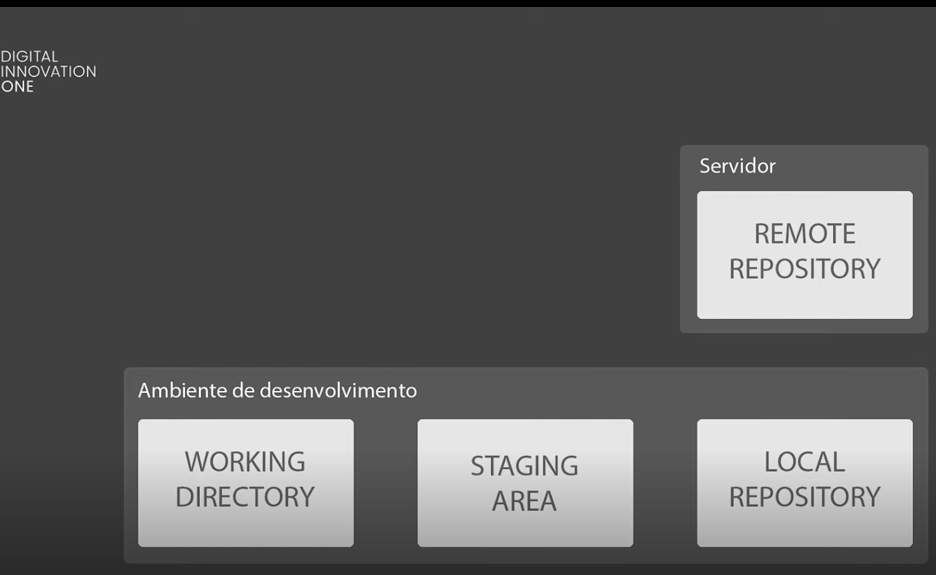 DIGITAL
INNOVATION
ONE
Servidor
REMOTE
REPOSITORY
Ambiente de desenvolvimento
WORKING
DIRECTORY
STAGING
AREA
LOCAL
REPOSITORY